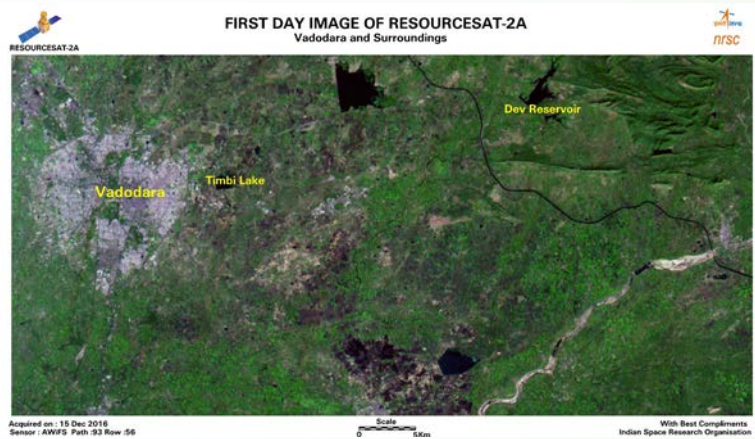 FIRST DAY IMAGE OF RESOURCESAT-2A
Vadodara and Surroundings
RESOURCESAT-2A
nrsc
Dev Reservoir
Timbi Lake
Vadodara
Acquired on : 15 Dec 2016
Sensor : AWiFS Path :93 Row :56
Scale
0 5Km
With Best Compliments
Indian Space Research Organisation